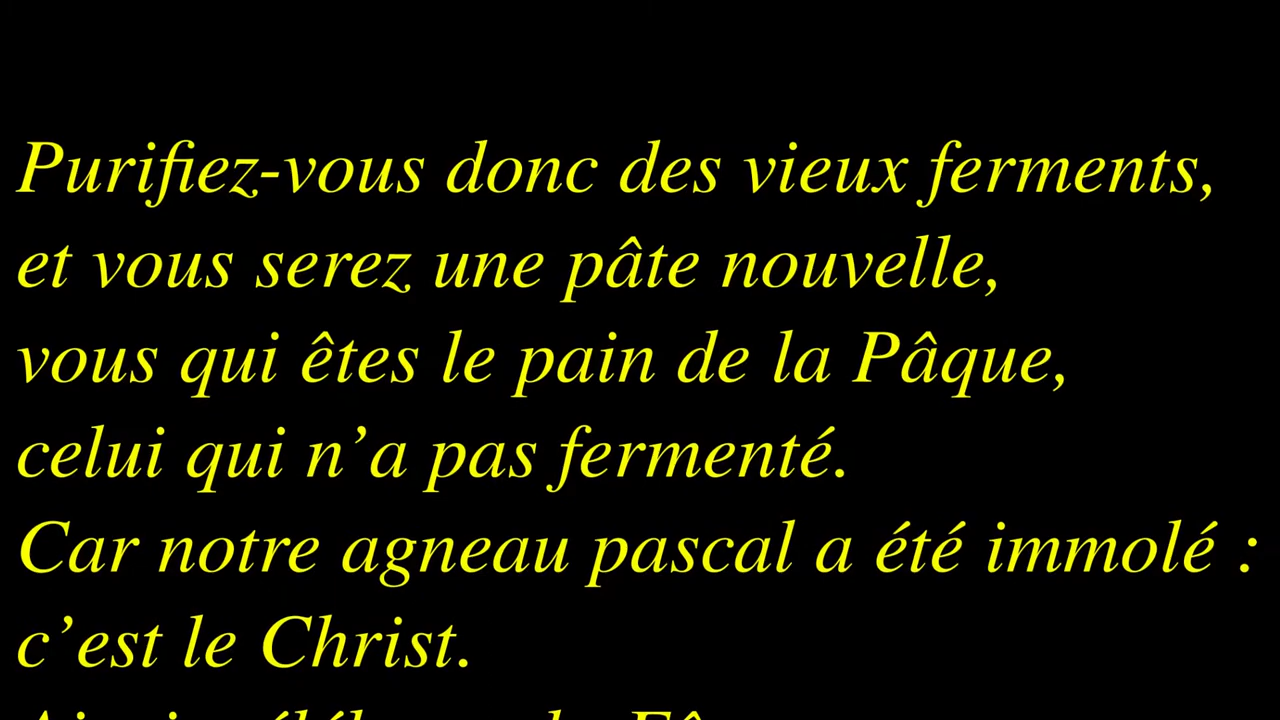 Purifiez-vous donc des vieux ferments,
et vous serez une pâte nouvelle,
vous qui êtes le pain de la Pâque,
celui qui n’a pas fermenté.
Car notre agneau pascal a été immolé :
c’est le Christ.